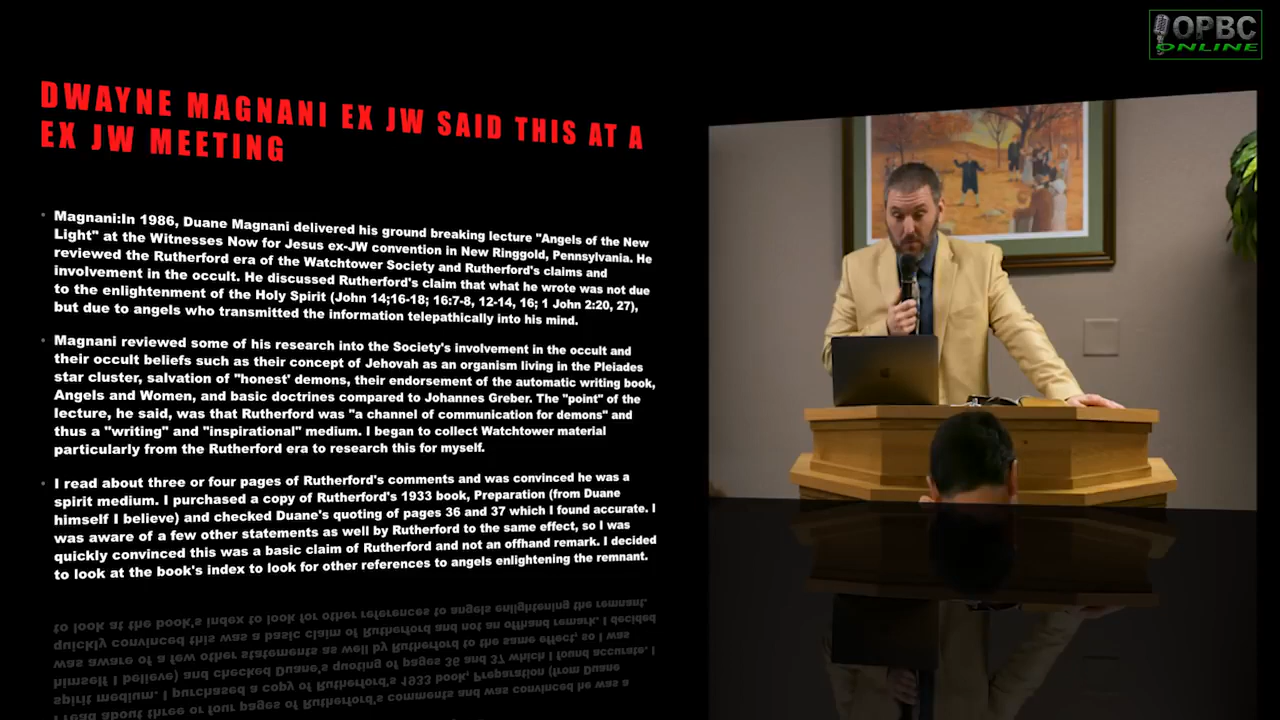 OPBC
ONLINE
DWAYNE MAGNANI EX JW SAID THIS AT A
EX JW MEETING
Magnani:In 1986, Duane Magnani delivered his ground breaking lecture "Angels of the New
Light" at the Witnesses Now for Jesus ex-JW convention in New Ringgold, Pennsylvania. He
reviewed the Rutherford era of the Watchtower Society and Rutherford's claims and
involvement in the occult. He discussed Rutherford's claim that what he wrote was not due
to the enlightenment of the Holy Spirit (John 14;16-18; 16:7-8, 12-14, 16; 1 John 2:20, 27),
but due to angels who transmitted the information telepathically into his mind.
Magnani reviewed some of his research into the Society's involvement in the occult and
their occult beliefs such as their concept of Jehovah as an organism living in the Pleiades
star cluster, salvation of "honest' demons, their endorsement of the automatic writing book,
Angels and Women, and basic doctrines compared to Johannes Greber. The "point" of the
lecture, he said, was that Rutherford was "a channel of communication for demons" and
thus a "writing" and "inspirational" medium. I began to collect Watchtower material
particularly from the Rutherford era to research this for myself.
I read about three or four pages of Rutherford's comments and was convinced he was a
spirit medium. I purchased a copy of Rutherford's 1933 book, Preparation (from Duane
himself I believe) and checked Duane's quoting of pages 36 and 37 which I found accurate. I
was aware of a few other statements as well by Rutherford to the same effect, so I was
quickly convinced this was a basic claim of Rutherford and not an offhand remark. I decided
to look at the book's index to look for other references to angels enlightening the remnant.